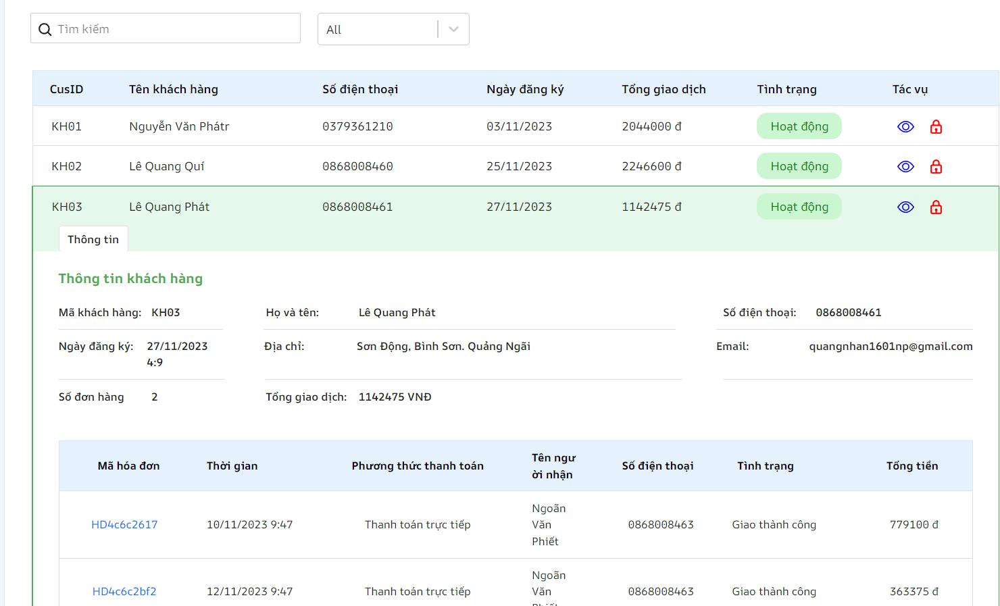 Tìm kiếm
All
CusID Tên khách hàng Số điện thoại Ngày đăng ký Tổng giao dịch Tình trạng Tác vụ
KH01 Nguyễn Văn Phátr 0379361210 03/11/2023 2044000 đ Hoạt động
KH02 Lê Quang Quí 0868008460 25/11/2023 2246600 đ Hoạt động
KH03 Lê Quang Phát 0868008461 27/11/2023 1142475 đ Hoạt động
Thông tin
Thông tin khách hàng
Mã khách hàng: KH03 Họ và tên: Lê Quang Phát Số điện thoại: 0868008461
Ngày đăng ký: 27/11/2023 Địa chỉ: Sơn Động, Bình Sơn. Quảng Ngãi Email: quangnhan1601np@gmail.com
4:9
Số đơn hàng 2 Tổng giao dịch: 1142475 VNĐ
Mã hóa đơn Thời gian Phương thức thanh toán Tên ngư
ời nhận Số điện thoại Tình trạng Tổng tiền
Ngoãn
HD4c6c2617 10/11/2023 9:47 Thanh toán trực tiếp Văn 0868008463 Giao thành công 779100 đ
Phiết
Ngoãn
HD4c6c2bf2 12/11/2023 9:47 Thanh toán trực tiếp Văn 0868008463 Giao thành công 363375 đ